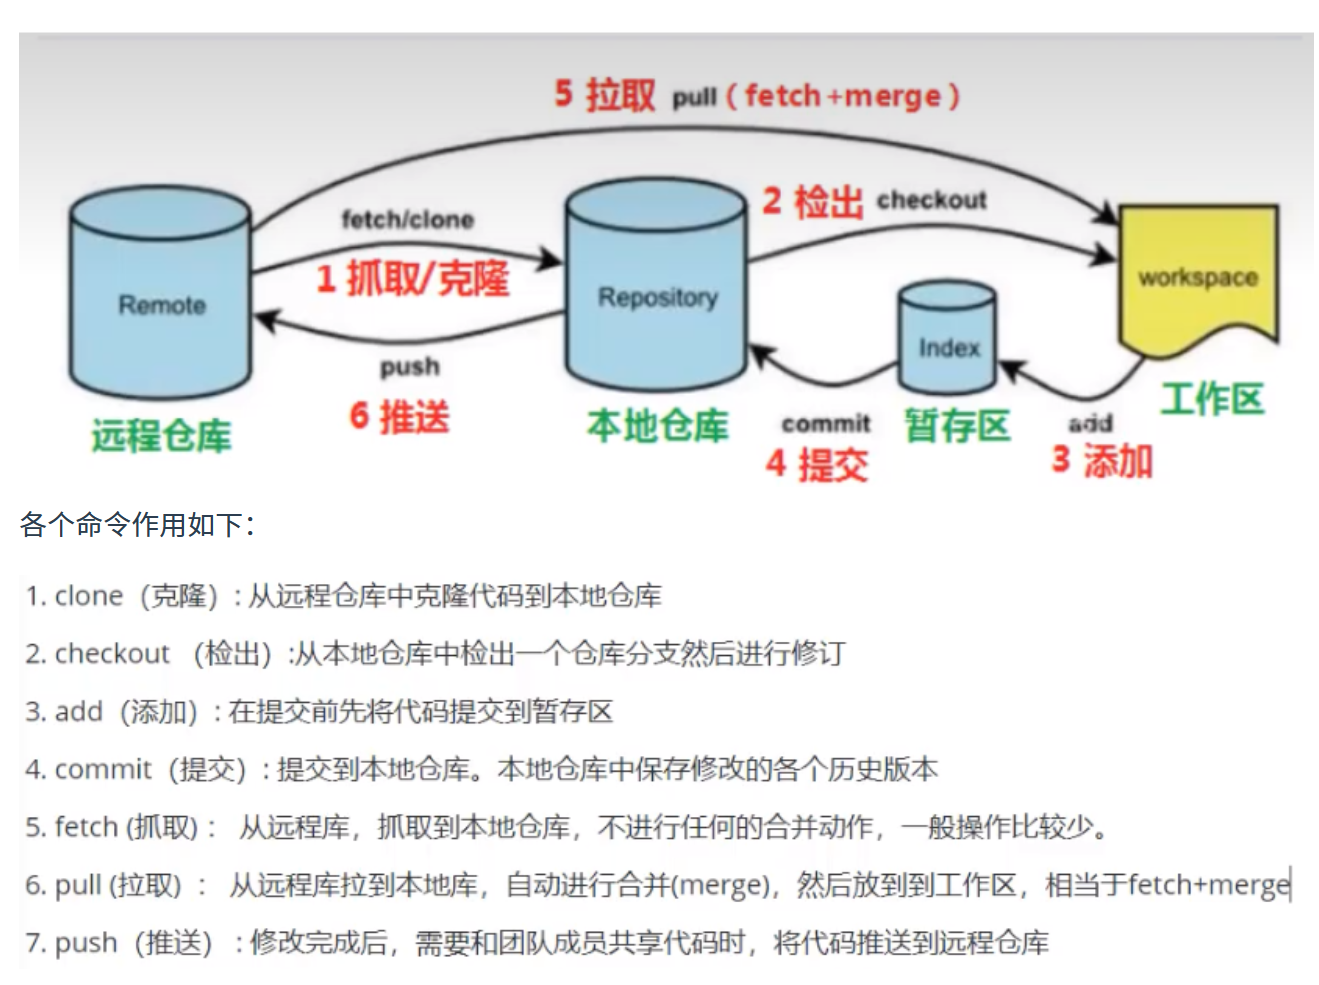 5 拉取 pull（fetch+merge）
2 检出 checkout
fetch/clone
1 抓取/克隆
Remote
Repository
workspace
Index
push
6 推送
远程仓库
本地仓库
commit
4 提交
暂存区
add
3 添加
工作区
各个命令作用如下：
1. clone（克隆）: 从远程仓库中克隆代码到本地仓库
2. checkout （检出）:从本地仓库中检出一个仓库分支然后进行修订
3. add（添加）: 在提交前先将代码提交到暂存区
4. commit（提交）: 提交到本地仓库。本地仓库中保存修改的各个历史版本
5. fetch (抓取) ： 从远程库，抓取到本地仓库，不进行任何的合并动作，一般操作比较少。
6. pull (拉取) ： 从远程库拉到本地库，自动进行合并(merge)，然后放到到工作区，相当于fetch+merge
7. push（推送） : 修改完成后，需要和团队成员共享代码时，将代码推送到远程仓库